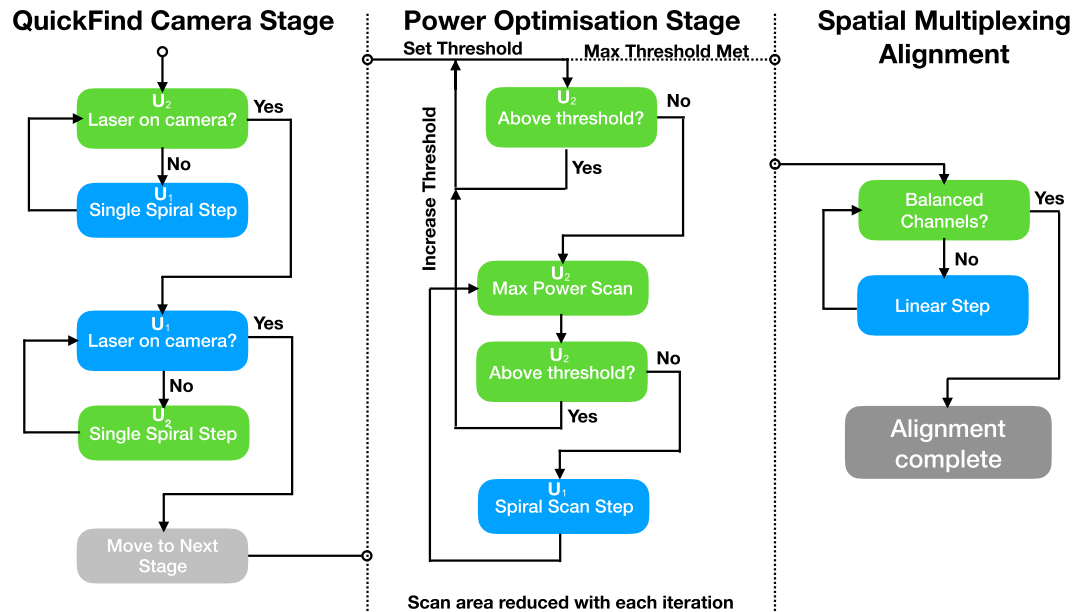 QuickFind Camera Stage
U₂
Laser on camera?
Yes
No
U₁
Single Spiral Step
U₁
Laser on camera?
Yes
No
U₂
Single Spiral Step
Move to Next
Stage
Power Optimisation Stage
Set Threshold
Max Threshold Met
U₂
Above threshold?
No
Yes
Increase Threshold
U₂
Max Power Scan
U₂
Above threshold?
No
Yes
U₁
Spiral Scan Step
Scan area reduced with each iteration
Spatial Multiplexing
Alignment
Balanced
Channels?
Yes
No
Linear Step
Alignment
complete